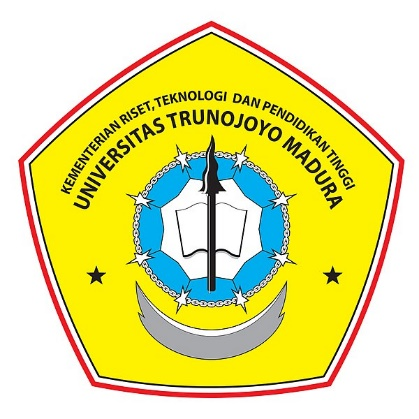 KEMENTERIAN RISET, TEKNOLOGI DAN PENDIDIKAN TINGGI
UNIVERSITAS TRUNOJOYO MADURA